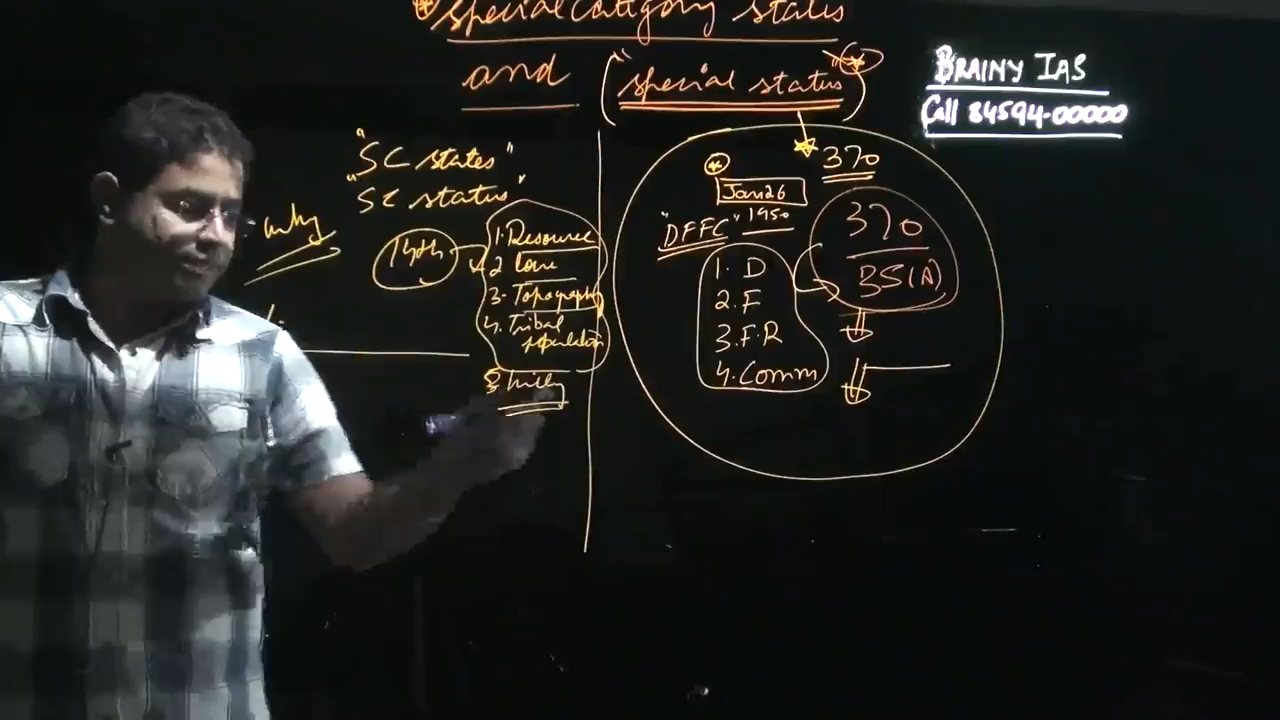 special category status
and "special status"
BRAINY IAS
Call 84594-00000
"SC states"
"SC status"
why
14th
1. Resource
2
3. Topography
4. Tribal
population
hilly
370
Jan 26
1950
"DFFC"
1. D
2. F
3. F.R
4. Comm
370
35(A)